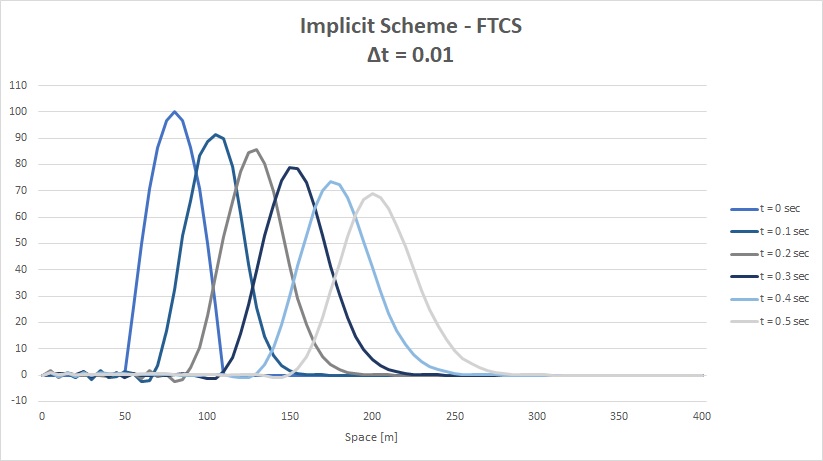 Implicit Scheme - FTCS
Δt = 0.01
110
100
90
80
70
60
50
40
30
20
10
0
-10
0 50 100 150 200 250 300 350 400
Space [m]
t = 0 sec
t = 0.1 sec
t = 0.2 sec
t = 0.3 sec
t = 0.4 sec
t = 0.5 sec